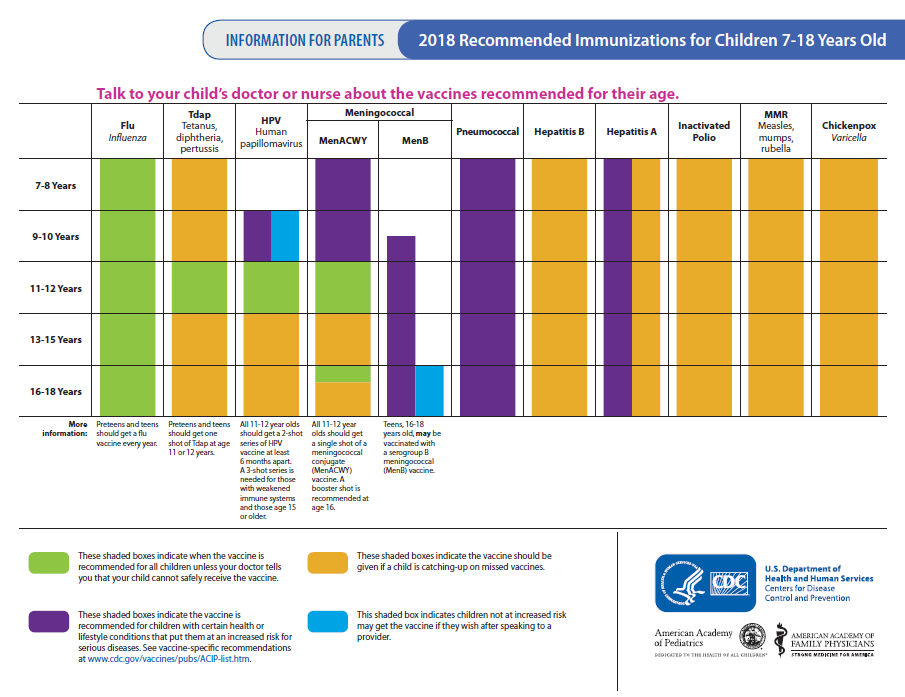 INFORMATION FOR PARENTS
2018 Recommended Immunizations for Children 7-18 Years Old
Talk to your child's doctor or nurse about the vaccines recommended for their age.
Flu
Influenza
Tdap
Tetanus,
diphtheria,
pertussis
HPV
Human
papillomavirus
Meningococcal
MenACWY
MenB
Pneumococcal
Hepatitis B
Hepatitis A
Inactivated
Polio
MMR
Measles,
mumps,
rubella
Chickenpox
Varicella
7-8 Years
9-10 Years
11-12 Years
13-15 Years
16-18 Years
More
information:
Preteens and teens
should get a flu
vaccine every year.
Preteens and teens
should get one
shot of Tdap at age
11 or 12 years.
All 11-12 year olds
should get a 2-shot
series of HPV
vaccine at least
6 months apart.
A 3-shot series is
needed for those
with weakened
immune systems
and those age 15
or older.
All 11-12 year
olds should get
a single shot of a
meningococcal
conjugate
(MenACWY)
vaccine. A
booster shot is
recommended at
age 16.
Teens, 16-18
years old, may be
vaccinated with
a serogroup B
meningococcal
(MenB) vaccine.
These shaded boxes indicate when the vaccine is
recommended for all children unless your doctor tells
you that your child cannot safely receive the vaccine.
These shaded boxes indicate the vaccine should be
given if a child is catching-up on missed vaccines.
These shaded boxes indicate the vaccine is
recommended for children with certain health or
lifestyle conditions that put them at an increased risk for
serious diseases. See vaccine-specific recommendations
at www.cdc.gov/vaccines/pubs/ACIP-list.htm.
This shaded box indicates children not at increased risk
may get the vaccine if they wish after speaking to a
provider.
CDC
U.S. Department of
Health and Human Services
Centers for Disease
Control and Prevention
American Academy
of Pediatrics
DEDICATED TO THE HEALTH OF ALL CHILDREN
AMERICAN ACADEMY OF
FAMILY PHYSICIANS
STRONG MEDICINE FOR AMERICA